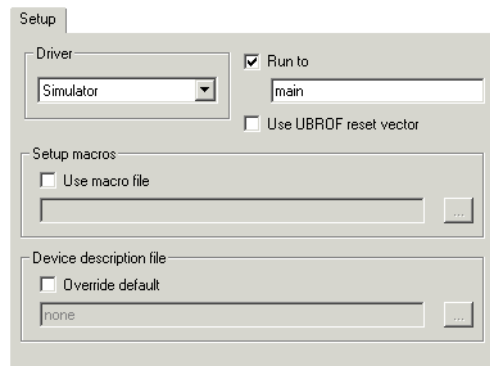 Setup
Driver
Simulator
Run to
main
Use UBROF reset vector
Setup macros
Use macro file
...
Device description file
Override default
none
...